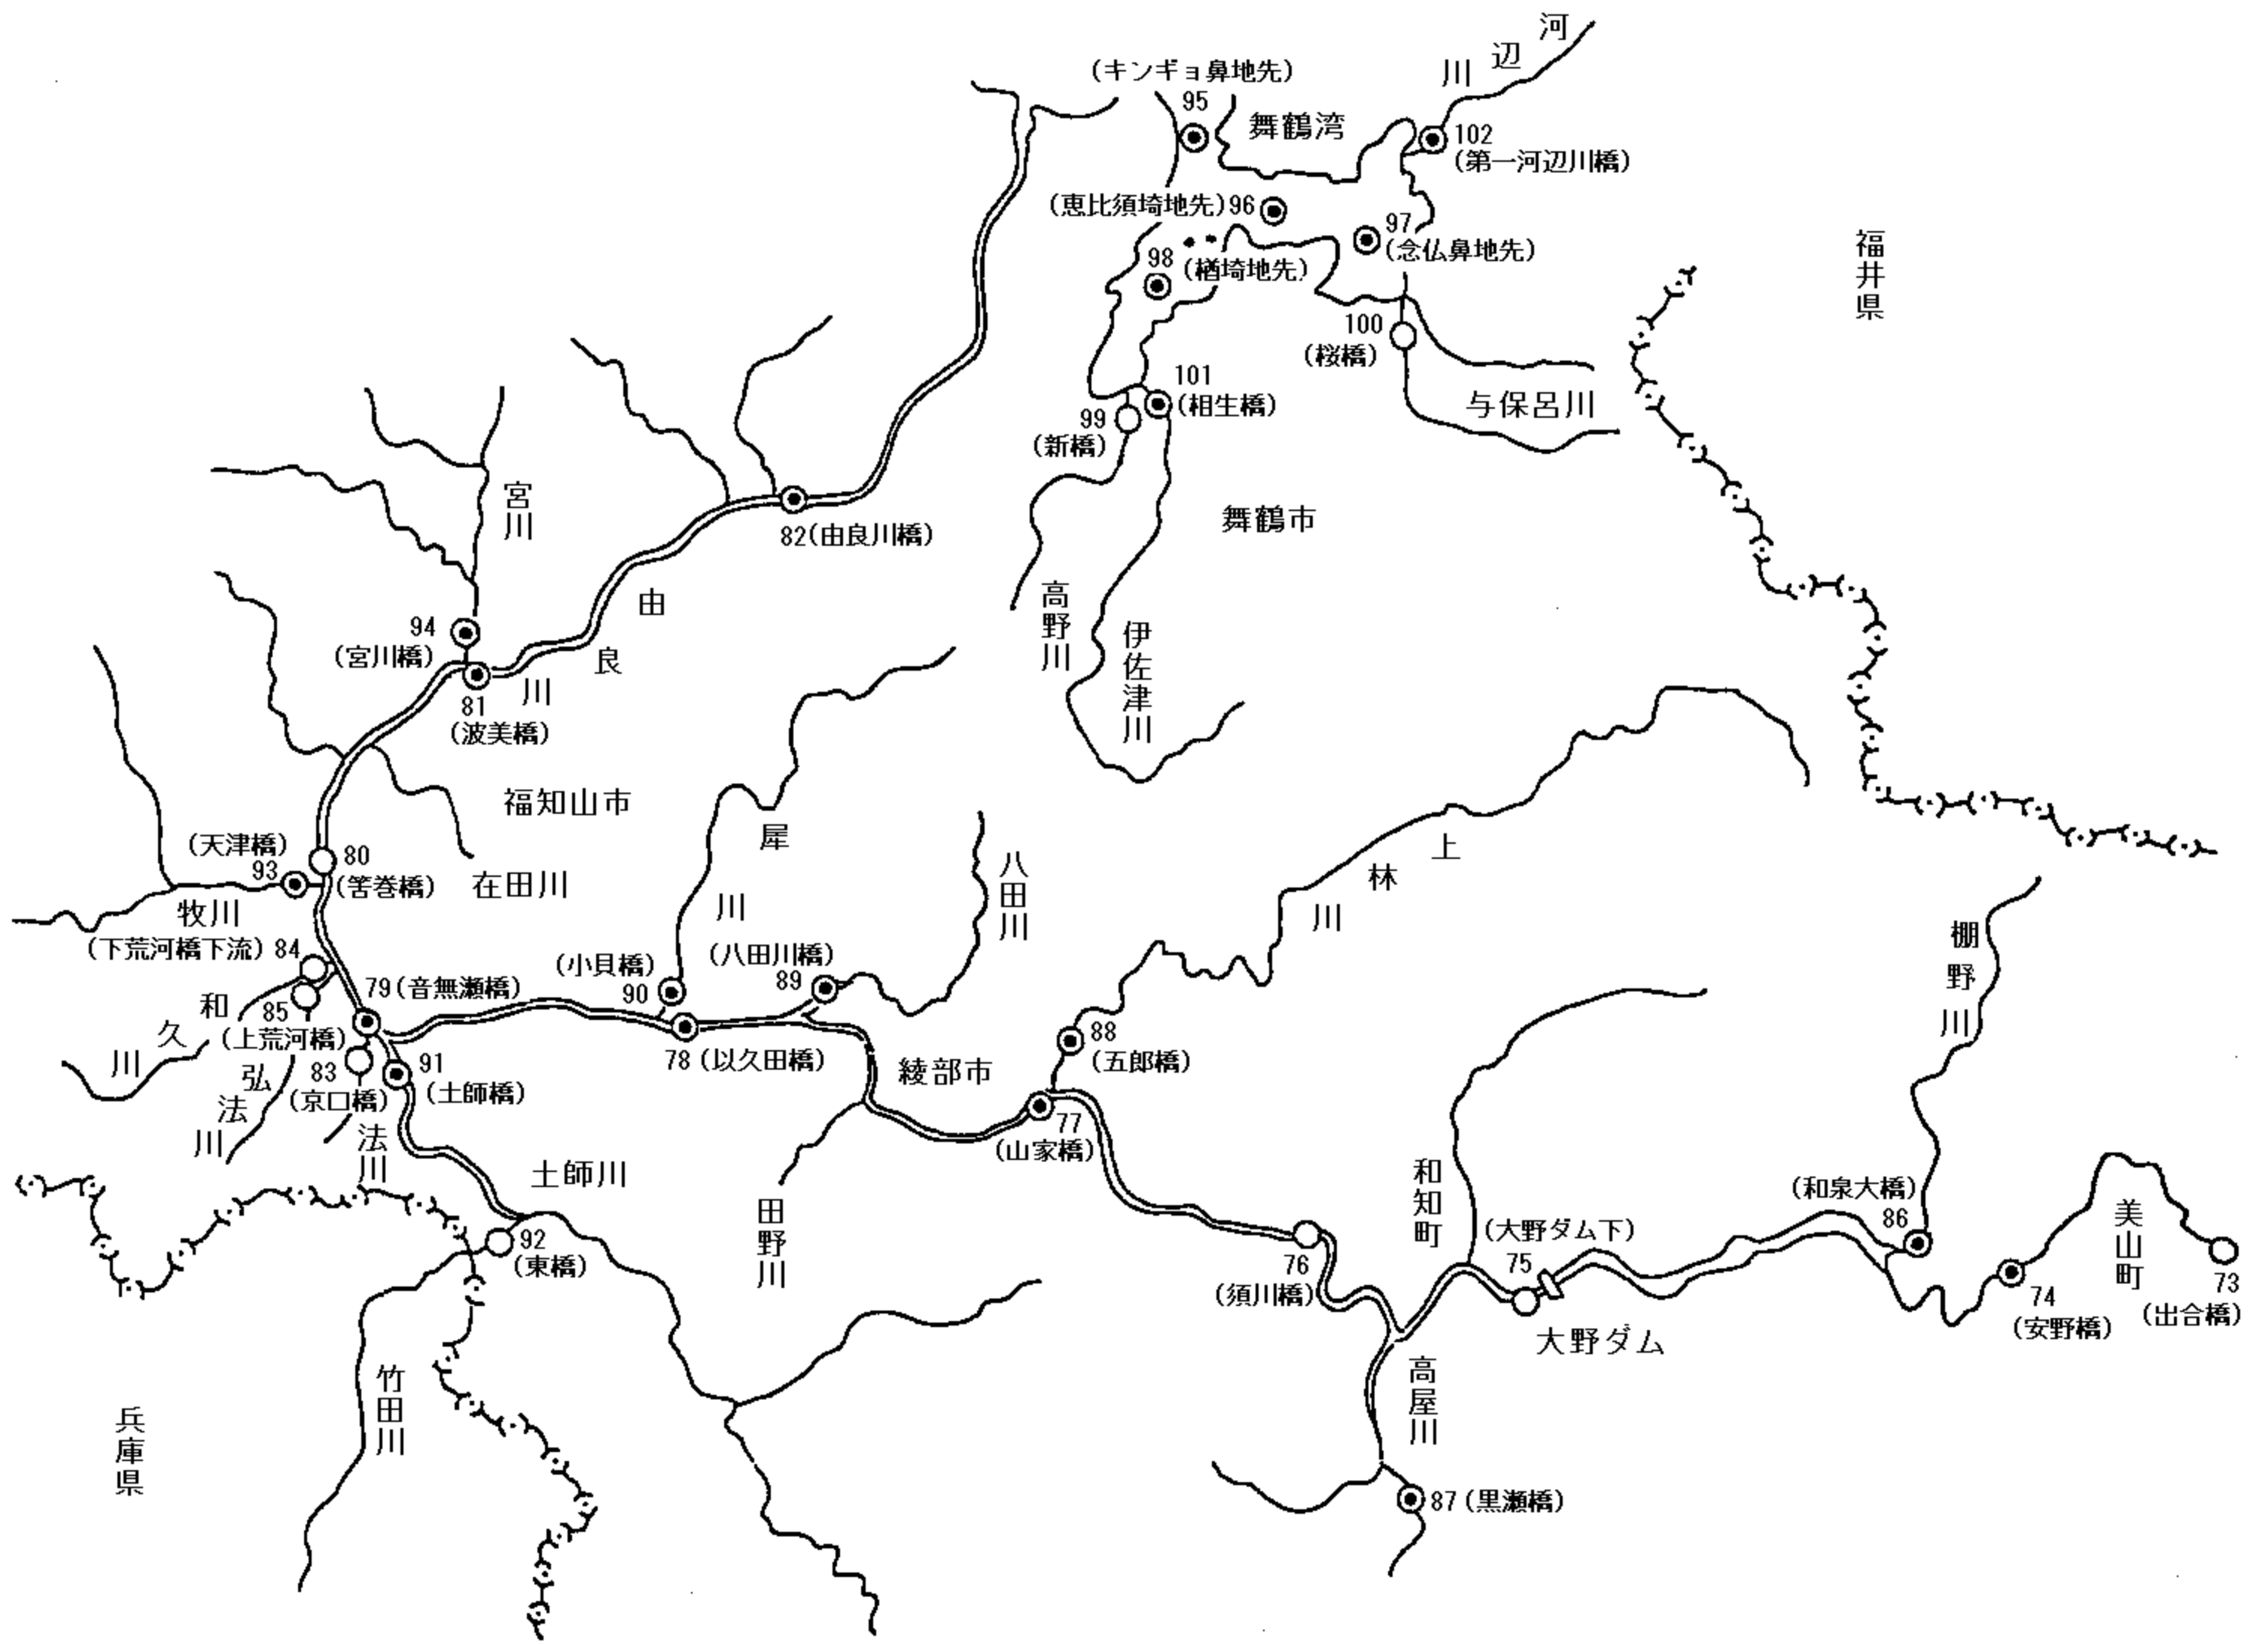 河辺川
(キンギョ鼻地先)
95
舞鶴湾
102
(第一河辺川橋)
(恵比須埼地先)96
97
(念仏鼻地先)
98
(楢埼地先)
福井県
100
(桜橋)
101
(相生橋)
99
(新橋)
与保呂川
宮川
舞鶴市
82(由良川橋)
高野川
伊佐津川
由良川
94
(宮川橋)
81
(波美橋)
福知山市
(天津橋)
93
80
(筈巻橋)
在田川
牧川
犀川
八田川
上林川
棚野川
(下荒河橋下流)84
79(音無瀬橋)
(小貝橋)
90
(八田川橋)
89
和久川
85
(上荒河橋)
弘法川
83
(京口橋)
法川
91
(土師橋)
78(以久田橋)
綾部市
88
(五郎橋)
77
(山家橋)
土師川
田野川
和知町
(大野ダム下)
75
(和泉大橋)
86
美山町
92
(東橋)
76
(須川橋)
74
(安野橋)
73
(出合橋)
大野ダム
高屋川
竹田川
兵庫県
87(黒瀬橋)